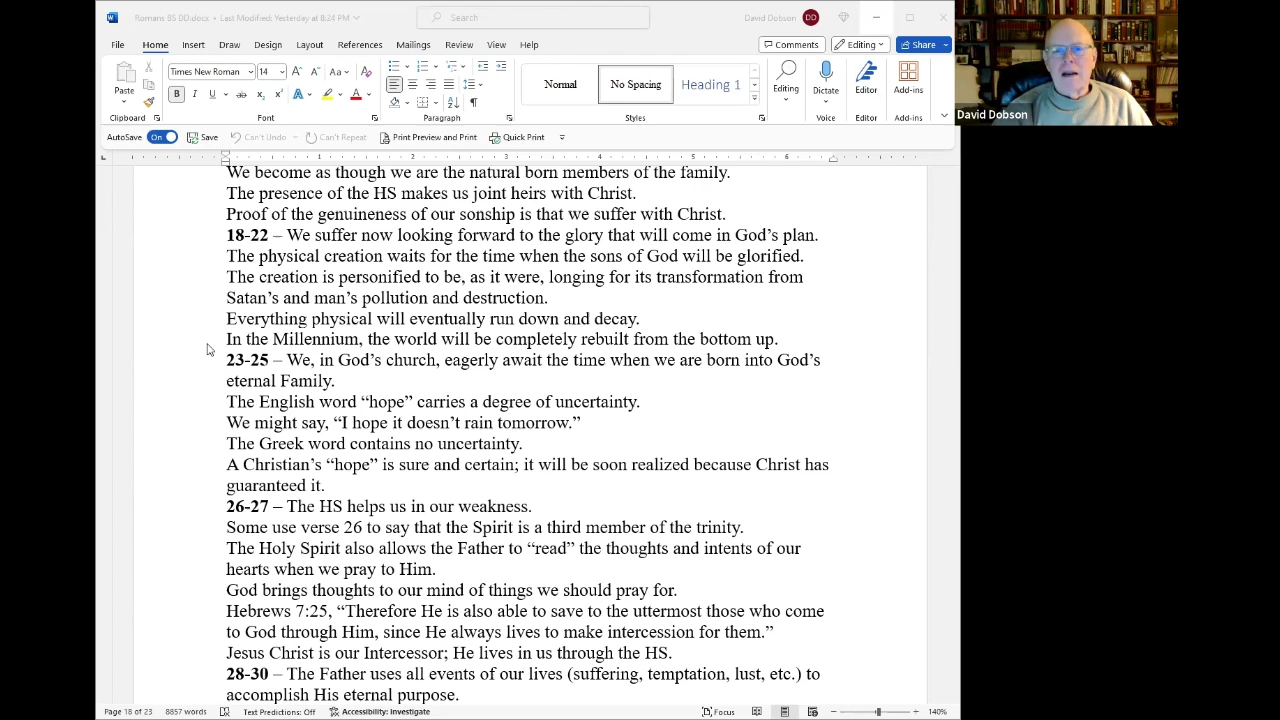 Romans BS DD.docx • Last Modified: Yesterday at 8:24 PM
Search
David Dobson
DD
File Home Insert Draw Design Layout References Mailings Review View Help
Comments
Editing
Share
Paste
Times New Roman 14
Normal
No Spacing
Heading 1
Editing
Dictate
Editor
Add-ins
Clipboard
Font
Paragraph
Styles
Voice
Editor
Add-ins
AutoSave On Save Can't Undo Can't Repeat Print Preview and Print Quick Print
1 2 3 4 5 6
We become as though we are the natural born members of the family.
The presence of the HS makes us joint heirs with Christ.
Proof of the genuineness of our sonship is that we suffer with Christ.
18-22 – We suffer now looking forward to the glory that will come in God’s plan.
The physical creation waits for the time when the sons of God will be glorified.
The creation is personified to be, as it were, longing for its transformation from
Satan’s and man’s pollution and destruction.
Everything physical will eventually run down and decay.
In the Millennium, the world will be completely rebuilt from the bottom up.
23-25 – We, in God’s church, eagerly await the time when we are born into God’s
eternal Family.
The English word “hope” carries a degree of uncertainty.
We might say, “I hope it doesn’t rain tomorrow.”
The Greek word contains no uncertainty.
A Christian’s “hope” is sure and certain; it will be soon realized because Christ has
guaranteed it.
26-27 – The HS helps us in our weakness.
Some use verse 26 to say that the Spirit is a third member of the trinity.
The Holy Spirit also allows the Father to “read” the thoughts and intents of our
hearts when we pray to Him.
God brings thoughts to our mind of things we should pray for.
Hebrews 7:25, “Therefore He is also able to save to the uttermost those who come
to God through Him, since He always lives to make intercession for them.”
Jesus Christ is our Intercessor; He lives in us through the HS.
28-30 – The Father uses all events of our lives (suffering, temptation, lust, etc.) to
accomplish His eternal purpose.
Page 18 of 23 8857 words Text Predictions: Off Accessibility: Investigate Focus 140%
David Dobson